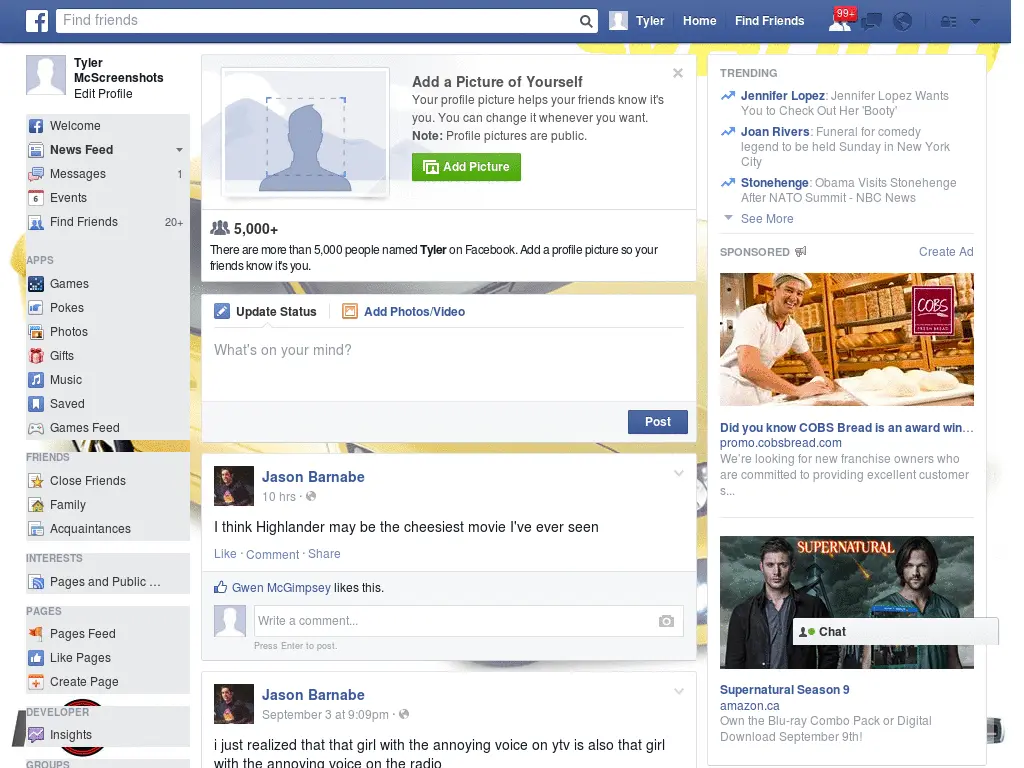 Find friends
Tyler
Home
Find Friends
99+
Tyler
McScreenshots
Edit Profile
Welcome
News Feed
Messages 1
6
Events
Find Friends 20+
APPS
Games
Pokes
Photos
Gifts
Music
Saved
Games Feed
FRIENDS
Close Friends
Family
Acquaintances
INTERESTS
Pages and Public ...
PAGES
Pages Feed
Like Pages
Create Page
DEVELOPER
Insights
GROUPS
Add a Picture of Yourself
Your profile picture helps your friends know it's
you. You can change it whenever you want.
Note: Profile pictures are public.
Add Picture
5,000+
There are more than 5,000 people named Tyler on Facebook. Add a profile picture so your
friends know it's you.
Update Status
Add Photos/Video
What's on your mind?
Post
Jason Barnabe
10 hrs ·
I think Highlander may be the cheesiest movie I've ever seen
Like · Comment · Share
Gwen McGimpsey likes this.
Write a comment...
Press Enter to post.
Jason Barnabe
September 3 at 9:09pm ·
i just realized that that girl with the annoying voice on ytv is also that girl
with the annoying voice on the radio
TRENDING
Jennifer Lopez: Jennifer Lopez Wants
You to Check Out Her 'Booty'
Joan Rivers: Funeral for comedy
legend to be held Sunday in New York
City
Stonehenge: Obama Visits Stonehenge
After NATO Summit - NBC News
See More
SPONSORED
Create Ad
COBS
FRESH BREAD
Did you know COBS Bread is an award win...
promo.cobsbread.com
We're looking for new franchise owners who
are committed to providing excellent customer
s...
SUPERNATURAL
Chat
Supernatural Season 9
amazon.ca
Own the Blu-ray Combo Pack or Digital
Download September 9th!